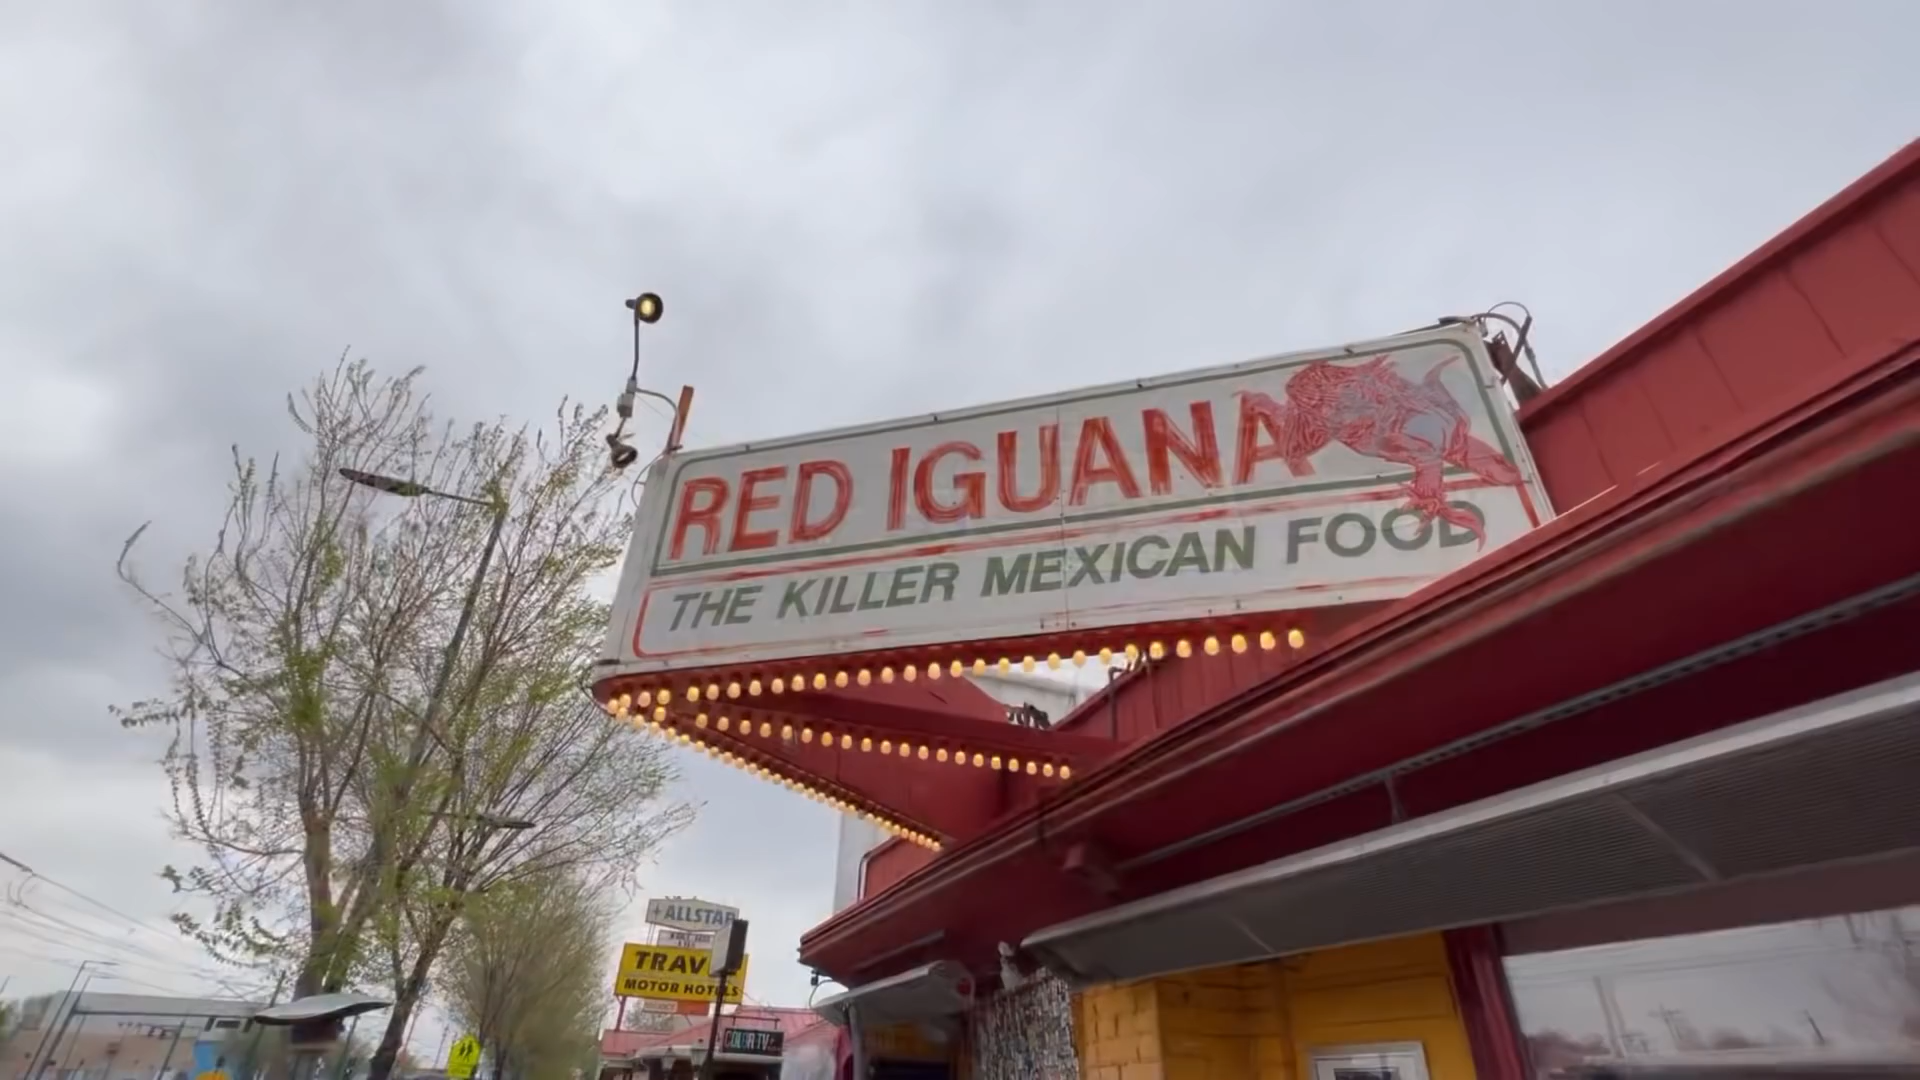 RED IGUANA
THE KILLER MEXICAN FOOD
ALLSTAR
TRAV
MOTOR HOTELS
COLOR TV